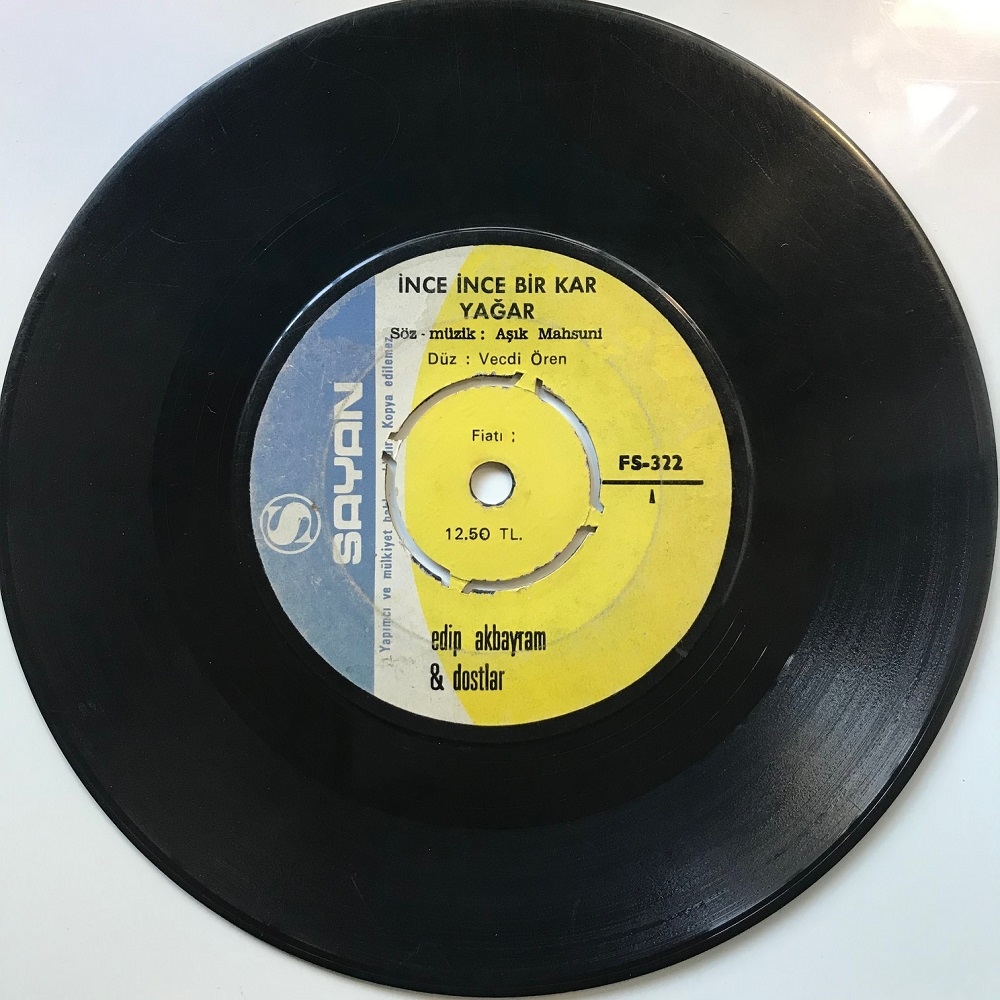 İNCE İNCE BİR KAR
YAĞAR
Söz - müzik : Aşık Mahsuni
Düz : Vecdi Ören
Fiatı :
12.50 TL.
FS-322
A
SAYAN
S
Yapımcı ve mülkiyet Kopya edilemez
edip akbayram
& dostlar